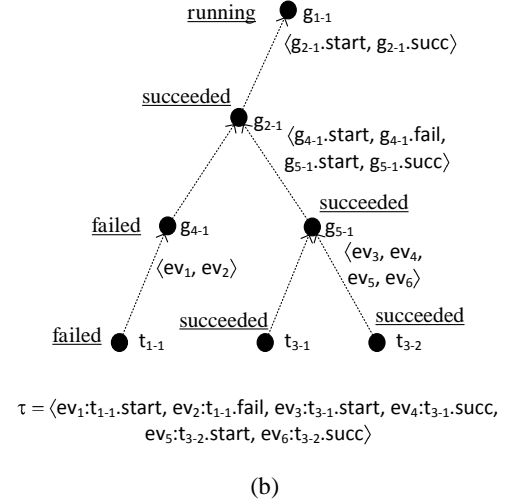 running g₁₋₁
⟨g₂₋₁.start, g₂₋₁.succ⟩
succeeded
g₂₋₁
⟨g₄₋₁.start, g₄₋₁.fail,
g₅₋₁.start, g₅₋₁.succ⟩
succeeded
failed g₄₋₁ g₅₋₁
⟨ev₃, ev₄,
⟨ev₁, ev₂⟩
ev₅, ev₆⟩
succeeded succeeded
failed t₁₋₁ t₃₋₁ t₃₋₂
τ = ⟨ev₁:t₁₋₁.start, ev₂:t₁₋₁.fail, ev₃:t₃₋₁.start, ev₄:t₃₋₁.succ,
ev₅:t₃₋₂.start, ev₆:t₃₋₂.succ⟩
(b)